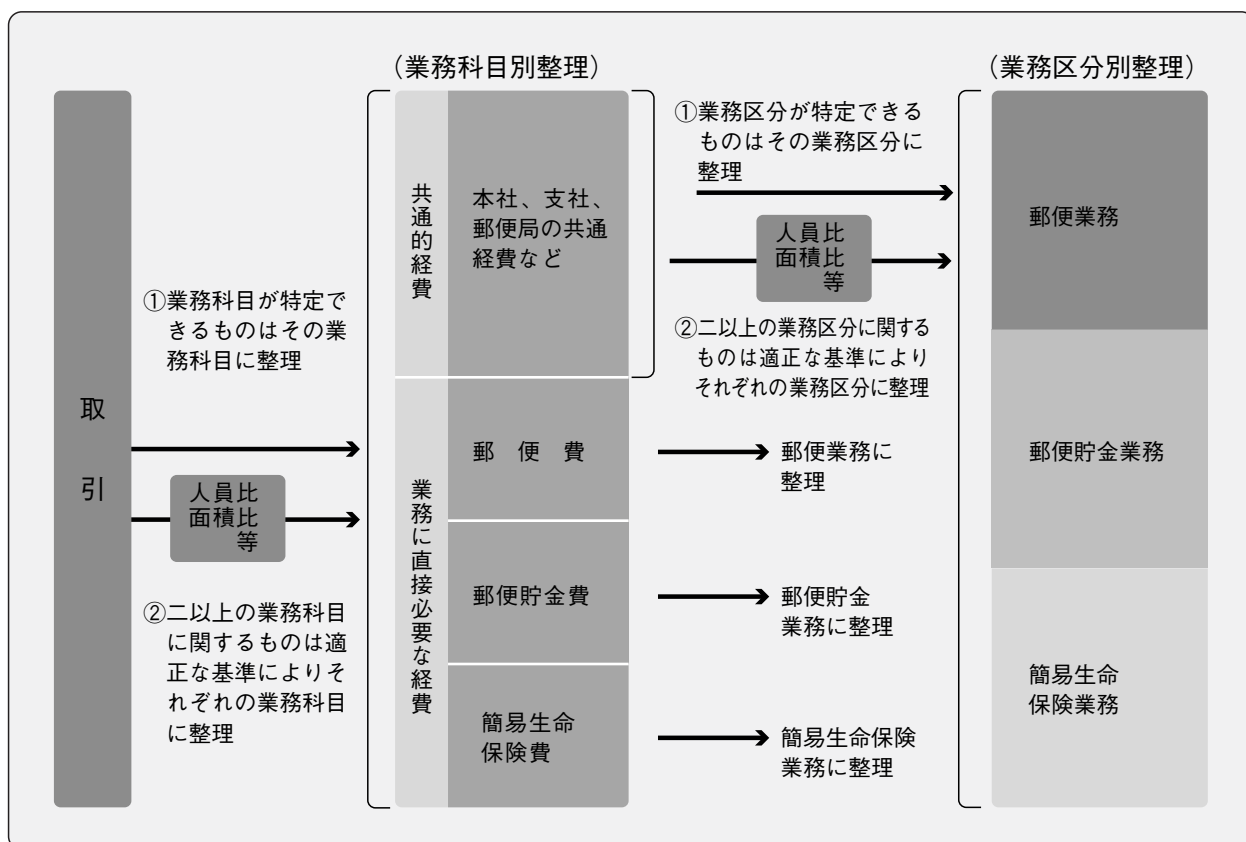 (業務科目別整理)
(業務区分別整理)
取
引
①業務科目が特定で
きるものはその業
務科目に整理
人員比
面積比
等
②二以上の業務科目
に関するものは適
正な基準によりそ
れぞれの業務科目
に整理
共通的経費
本社、支社、
郵便局の共通
経費など
業務に直接必要な経費
郵便費
郵便貯金費
簡易生命
保険費
①業務区分が特定できる
ものはその業務区分に
整理
人員比
面積比
等
②二以上の業務区分に関する
ものは適正な基準により
それぞれの業務区分に整理
郵便業務に
整理
郵便貯金
業務に整理
簡易生命保険
業務に整理
郵便業務
郵便貯金業務
簡易生命
保険業務